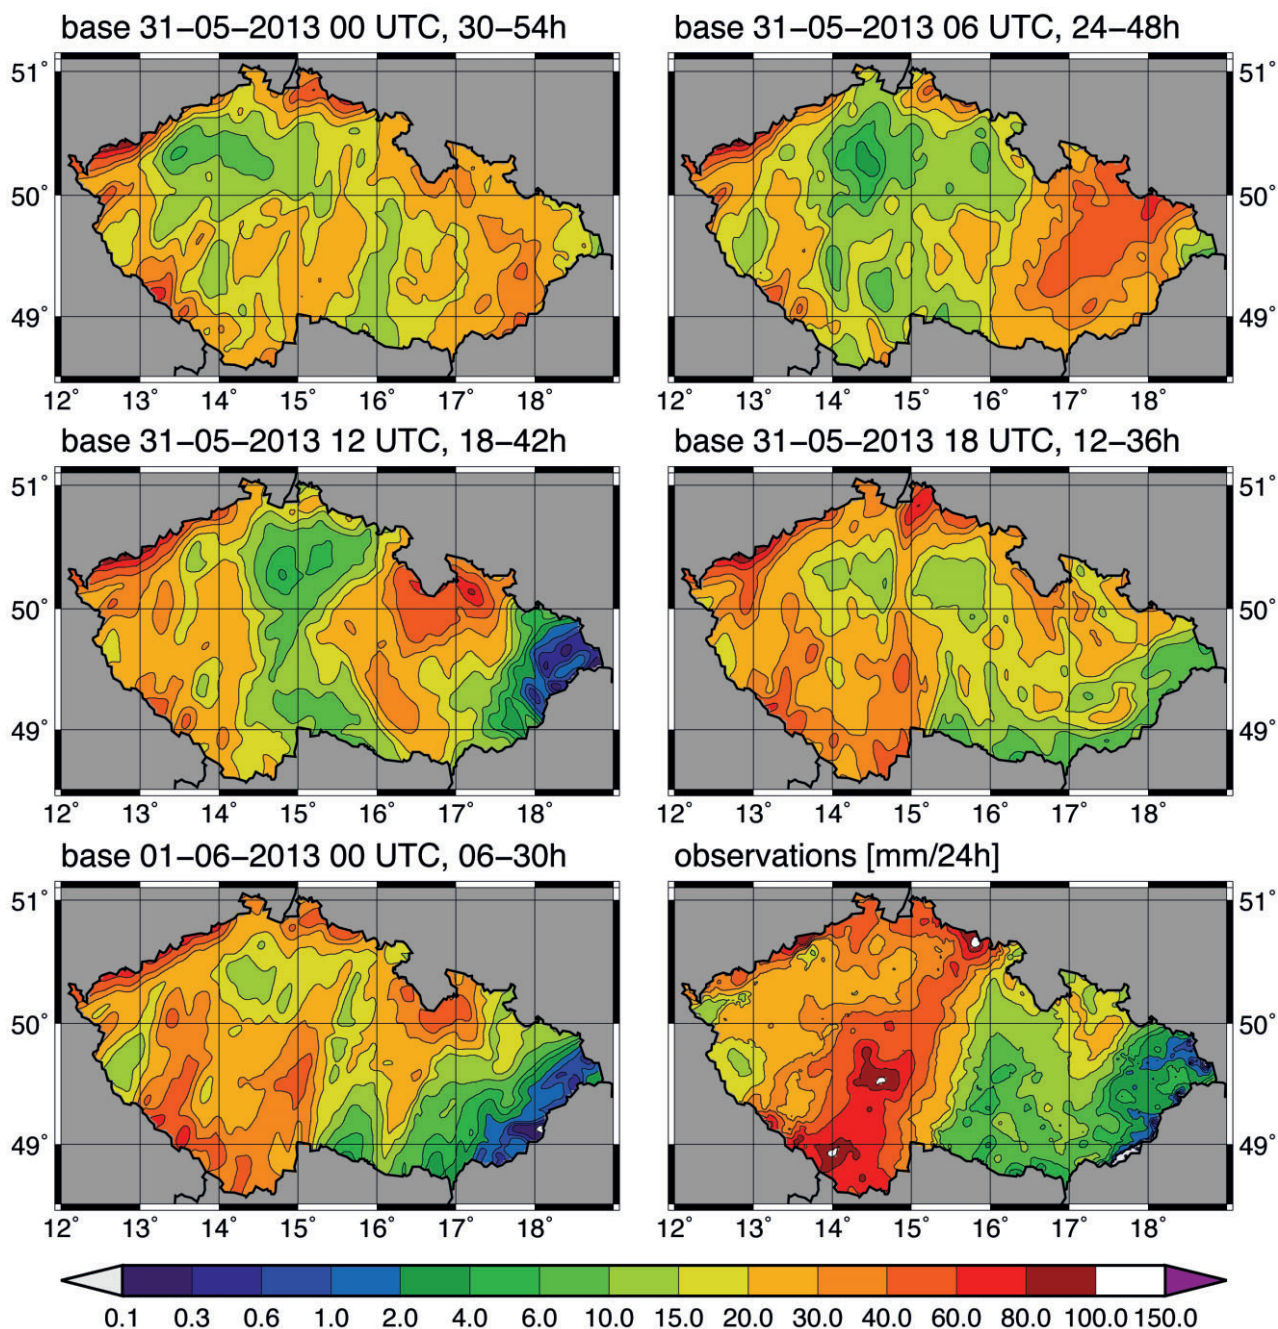 base 31−05−2013 00 UTC, 30−54h
base 31−05−2013 06 UTC, 24−48h
51˚
50˚
49˚
51˚
50˚
49˚
12˚ 13˚ 14˚ 15˚ 16˚ 17˚ 18˚
12˚ 13˚ 14˚ 15˚ 16˚ 17˚ 18˚
base 31−05−2013 12 UTC, 18−42h
base 31−05−2013 18 UTC, 12−36h
51˚
50˚
49˚
51˚
50˚
49˚
12˚ 13˚ 14˚ 15˚ 16˚ 17˚ 18˚
12˚ 13˚ 14˚ 15˚ 16˚ 17˚ 18˚
base 01−06−2013 00 UTC, 06−30h
observations [mm/24h]
51˚
50˚
49˚
51˚
50˚
49˚
12˚ 13˚ 14˚ 15˚ 16˚ 17˚ 18˚
12˚ 13˚ 14˚ 15˚ 16˚ 17˚ 18˚
0.1 0.3 0.6 1.0 2.0 4.0 6.0 10.0 15.0 20.0 30.0 40.0 60.0 80.0 100.0 150.0